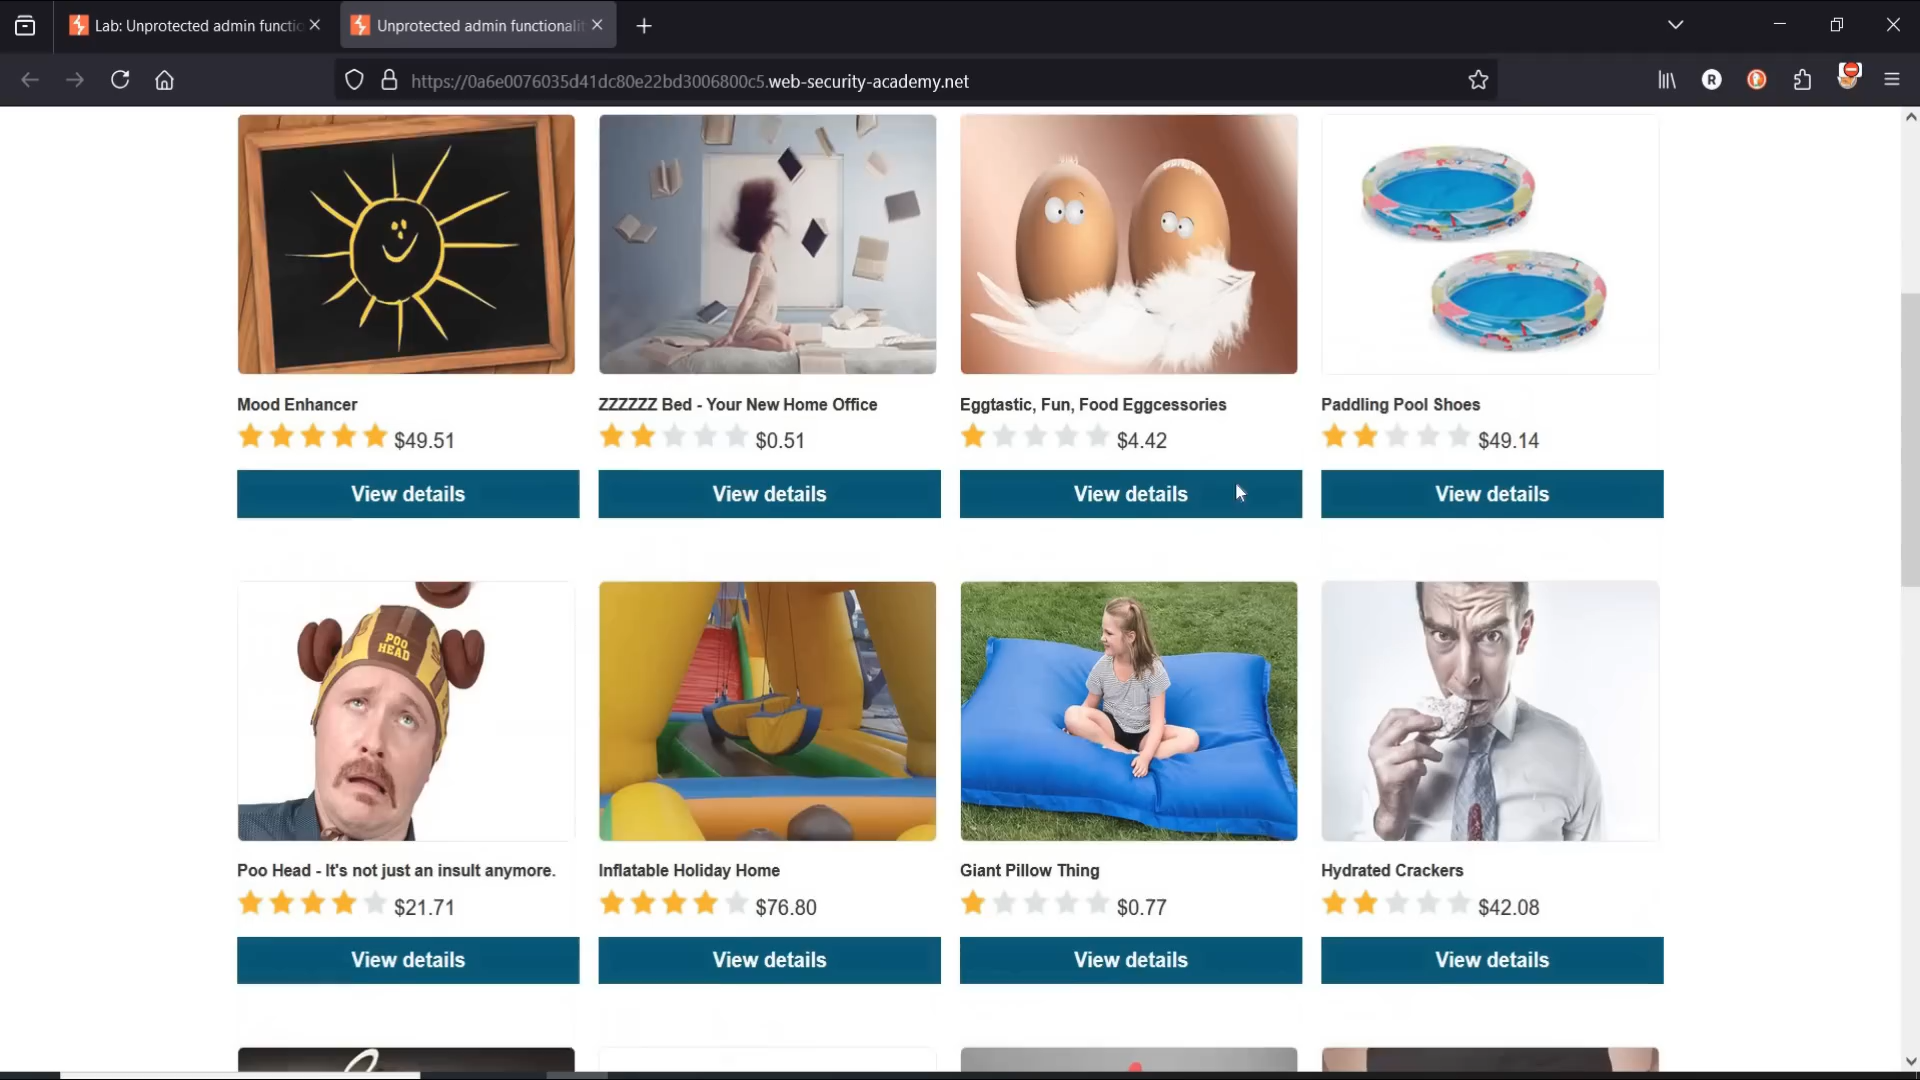 Lab: Unprotected admin functio
Unprotected admin functionalit
https://0a6e0076035d41dc80e22bd3006800c5.web-security-academy.net
R
Mood Enhancer
ZZZZZZ Bed - Your New Home Office
Eggtastic, Fun, Food Eggcessories
Paddling Pool Shoes
$49.51
$0.51
$4.42
$49.14
View details
View details
View details
View details
POO HEAD
Poo Head - It's not just an insult anymore.
Inflatable Holiday Home
Giant Pillow Thing
Hydrated Crackers
$21.71
$76.80
$0.77
$42.08
View details
View details
View details
View details